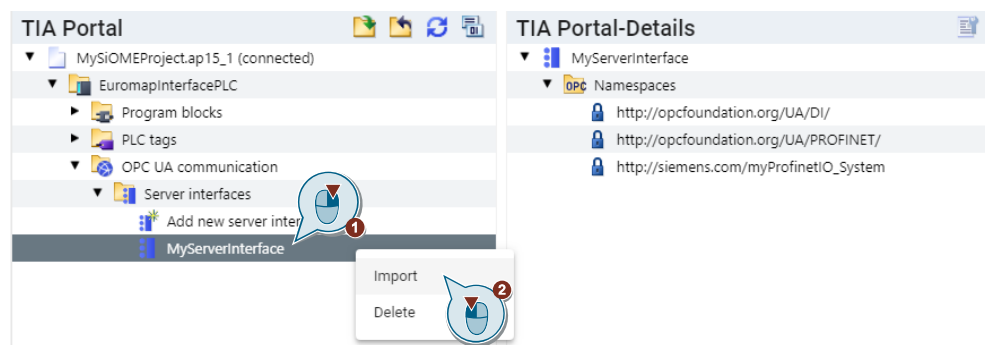 TIA Portal
MySiOMEProject.ap15_1 (connected)
EuromapInterfacePLC
Program blocks
PLC tags
OPC UA communication
Server interfaces
Add new server inter
MyServerInterface
1
Import
2
Delete
TIA Portal-Details
MyServerInterface
OPC Namespaces
http://opcfoundation.org/UA/DI/
http://opcfoundation.org/UA/PROFINET/
http://siemens.com/myProfinetIO_System